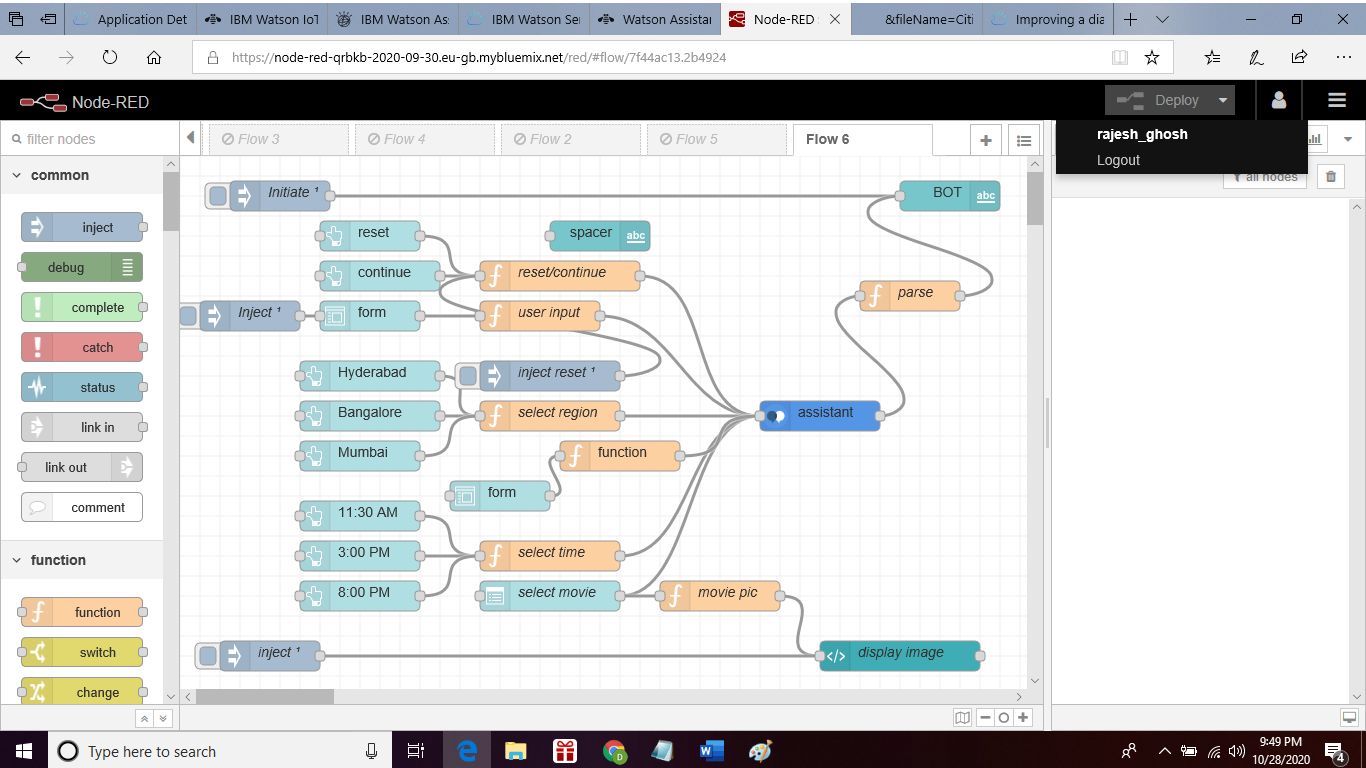 Application Det
IBM Watson IoT
IBM Watson As:
IBM Watson Ser
Watson Assistan
Node-RED :
&fileName=Citi
Improving a dia
https://node-red-qrbkb-2020-09-30.eu-gb.mybluemix.net/red/#flow/7f44ac13.2b4924
Node-RED
Deploy
filter nodes
Flow 3
Flow 4
Flow 2
Flow 5
Flow 6
rajesh_ghosh
Logout
all nodes
common
inject
debug
complete
catch
status
link in
link out
comment
function
function
switch
change
Initiate ¹
BOT
abc
reset
spacer
abc
continue
reset/continue
parse
Inject ¹
form
user input
Hyderabad
inject reset ¹
Bangalore
select region
assistant
Mumbai
function
form
11:30 AM
3:00 PM
select time
8:00 PM
select movie
movie pic
inject ¹
display image
Type here to search
9:49 PM
10/28/2020
4